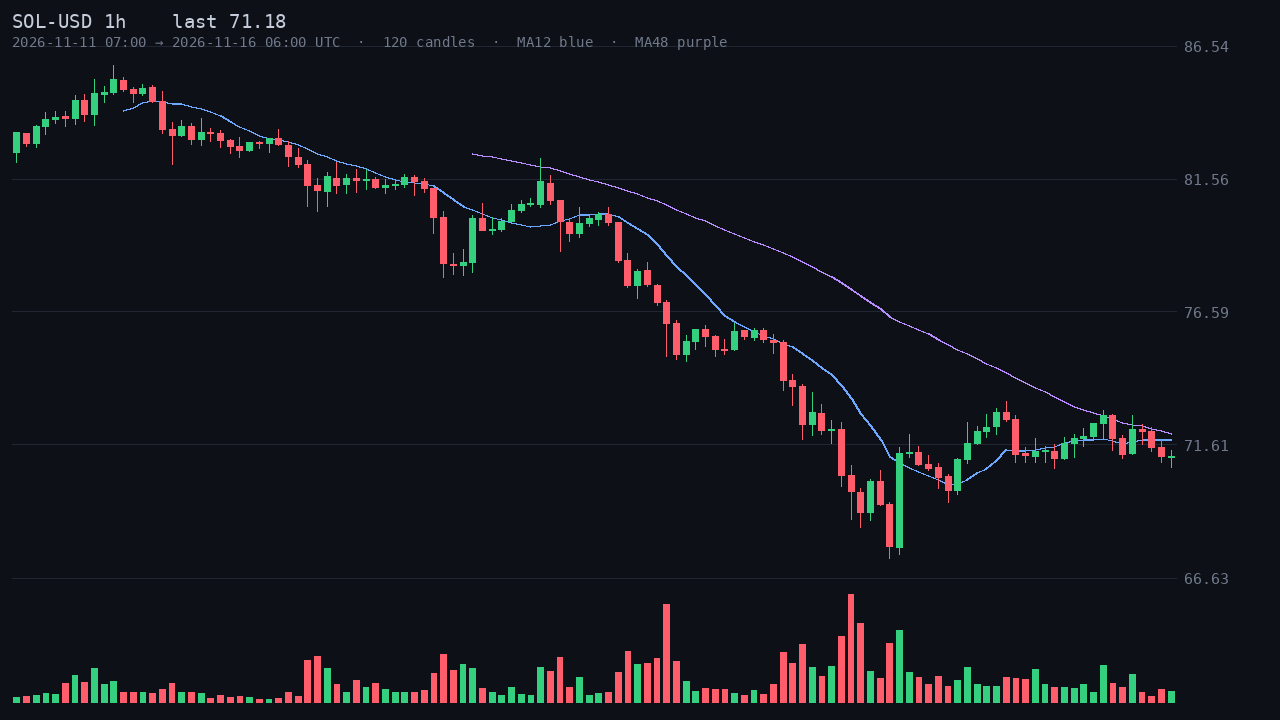 SOL-USD 1h    last 71.18
2026-11-11 07:00 → 2026-11-16 06:00 UTC  ·  120 candles  ·  MA12 blue  ·  MA48 purple
86.54
81.56
76.59
71.61
66.63